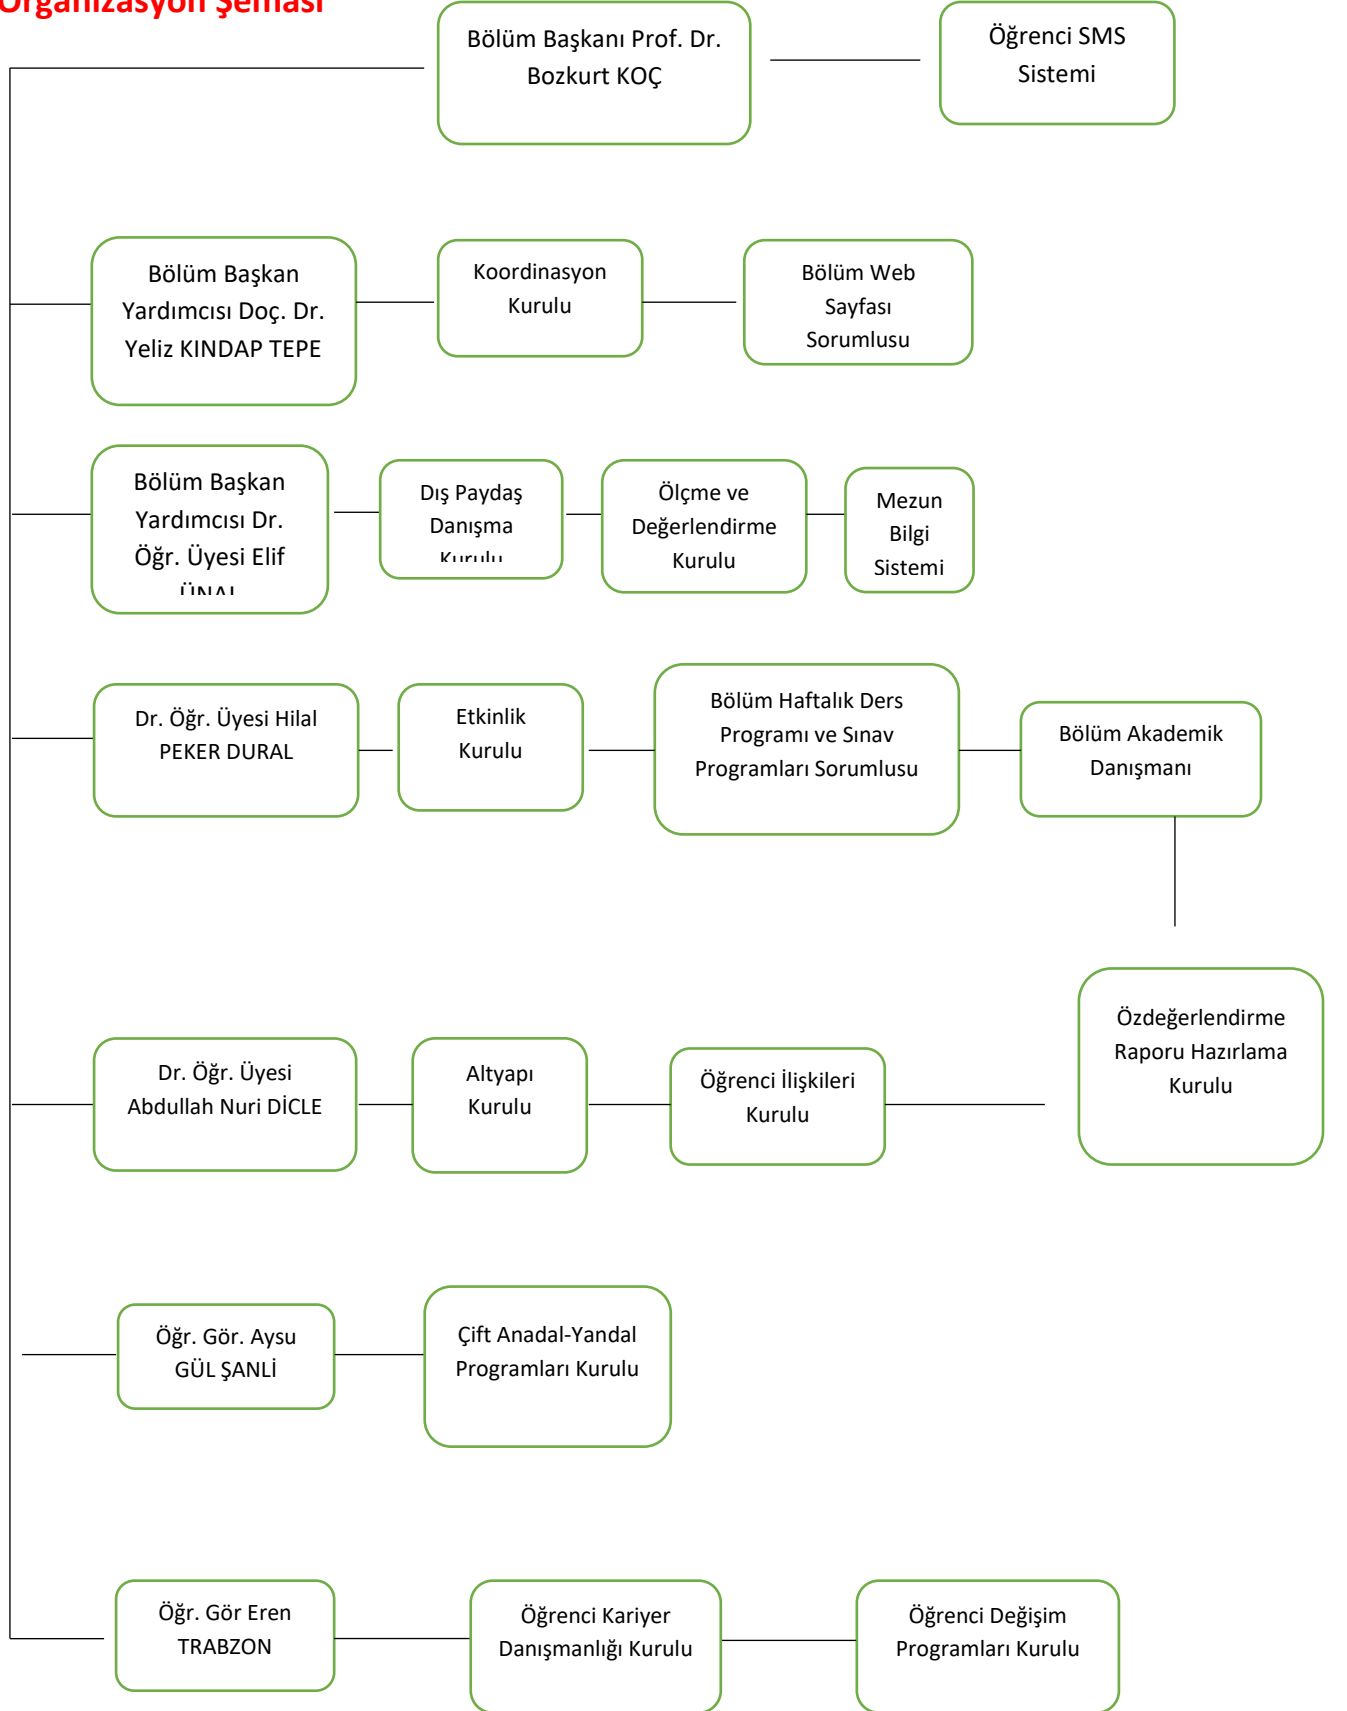 Organizasyon Şeması
Bölüm Başkanı Prof. Dr.
Bozkurt KOÇ
Öğrenci SMS
Sistemi
Bölüm Başkan
Yardımcısı Doç. Dr.
Yeliz KINDAP TEPE
Koordinasyon
Kurulu
Bölüm Web
Sayfası
Sorumlusu
Bölüm Başkan
Yardımcısı Dr.
Öğr. Üyesi Elif
ÜNAL
Dış Paydaş
Danışma
Kurulu
Ölçme ve
Değerlendirme
Kurulu
Mezun
Bilgi
Sistemi
Dr. Öğr. Üyesi Hilal
PEKER DURAL
Etkinlik
Kurulu
Bölüm Haftalık Ders
Programı ve Sınav
Programları Sorumlusu
Bölüm Akademik
Danışmanı
Özdeğerlendirme
Raporu Hazırlama
Kurulu
Dr. Öğr. Üyesi
Abdullah Nuri DİCLE
Altyapı
Kurulu
Öğrenci İlişkileri
Kurulu
Öğr. Gör. Aysu
GÜL ŞANLİ
Çift Anadal-Yandal
Programları Kurulu
Öğr. Gör Eren
TRABZON
Öğrenci Kariyer
Danışmanlığı Kurulu
Öğrenci Değişim
Programları Kurulu